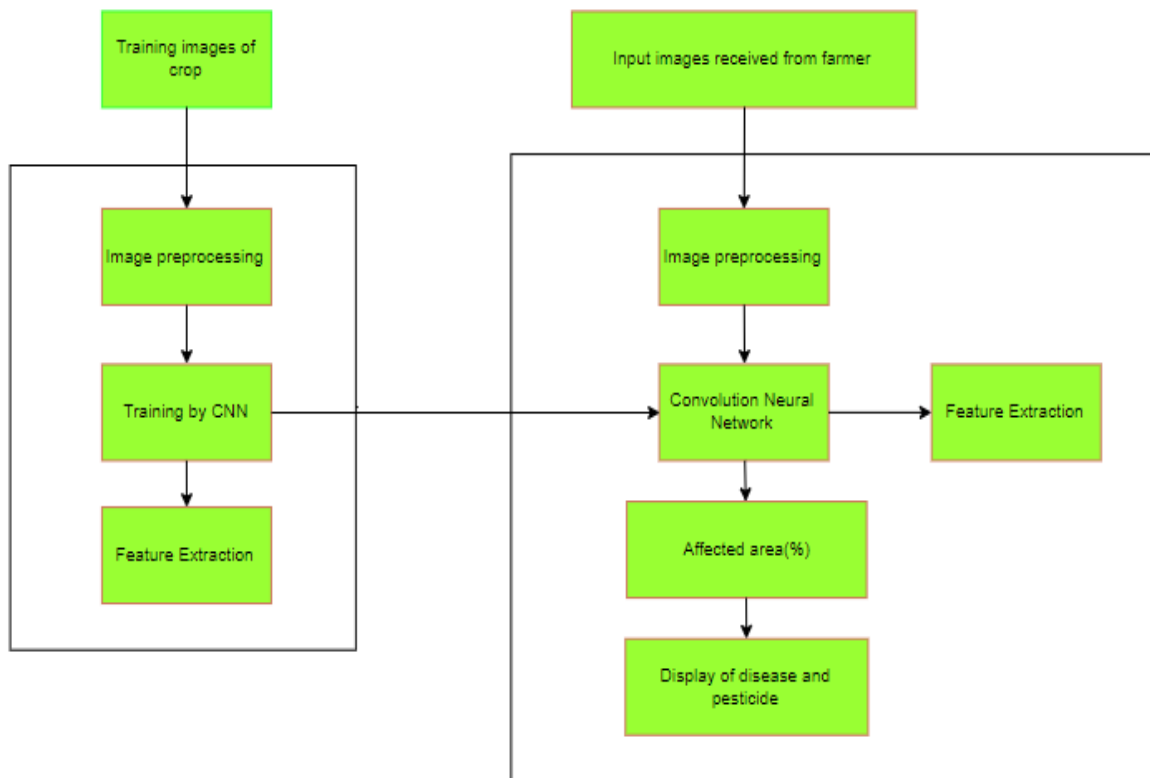 Training images of
crop
Input images received from farmer
Image preprocessing
Image preprocessing
Training by CNN
Convolution Neural
Network
Feature Extraction
Feature Extraction
Affected area(%)
Display of disease and
pesticide